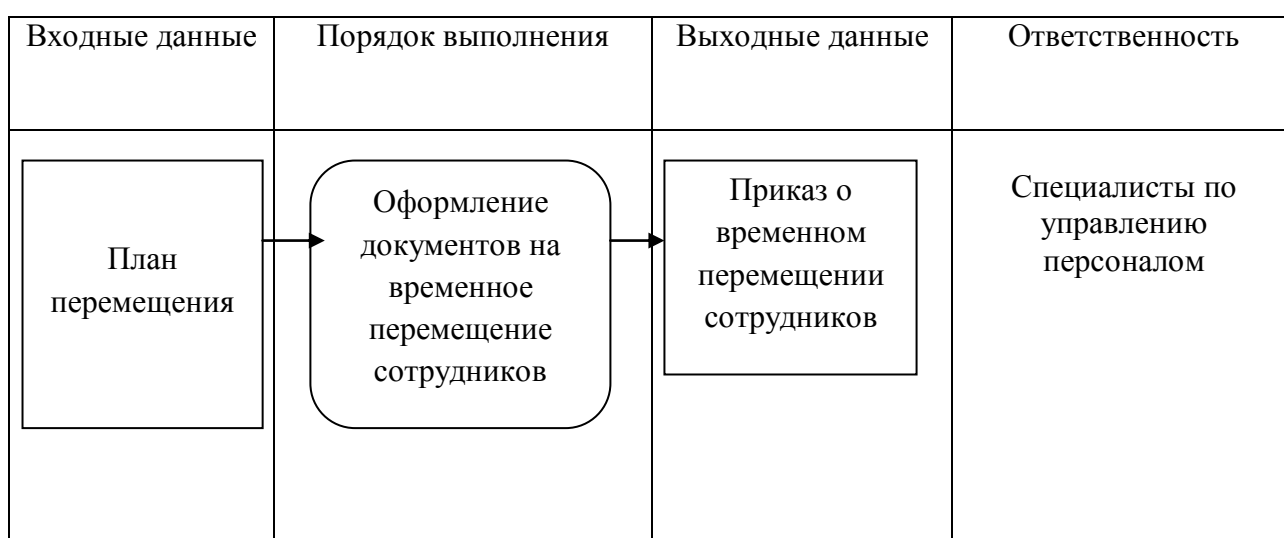 Входные данные
Порядок выполнения
Выходные данные
Ответственность
План
перемещения
Оформление
документов на
временное
перемещение
сотрудников
Приказ о
временном
перемещении
сотрудников
Специалисты по
управлению
персоналом